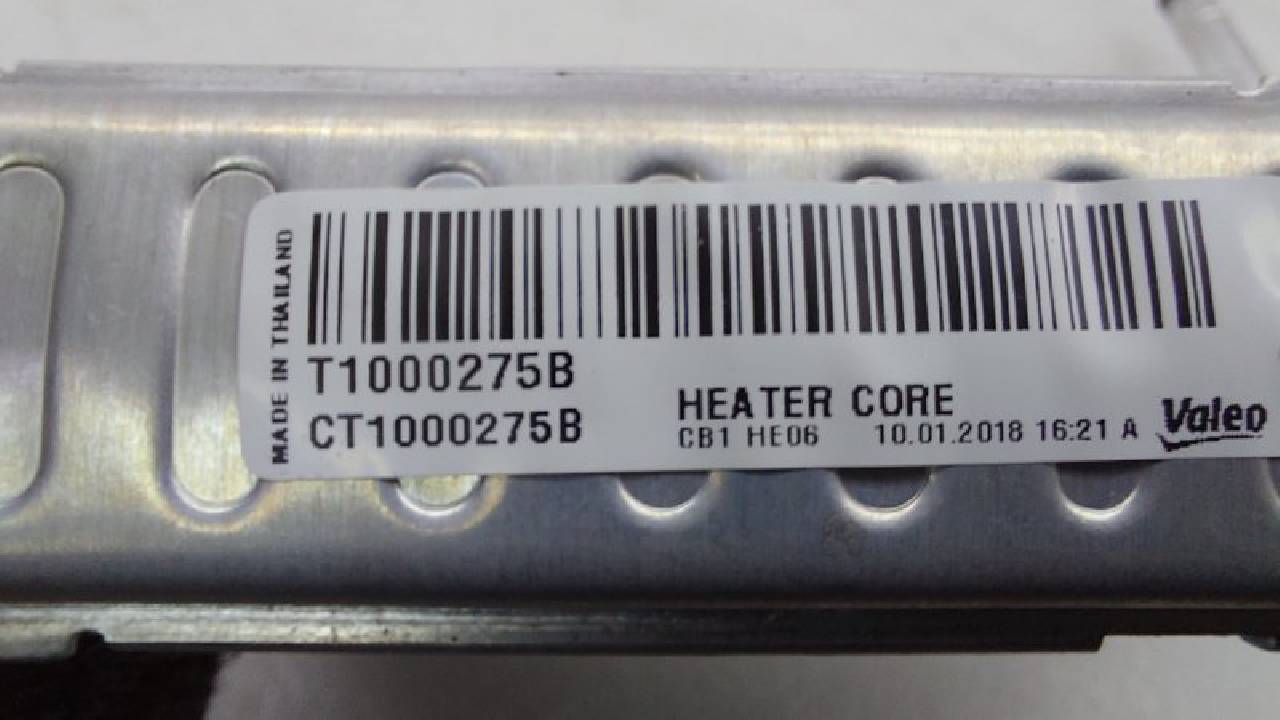 MADE IN THAILAND
T1000275B
CT1000275B
HEATER CORE
CB1 HE06 10.01.2018 16:21 A
Valeo